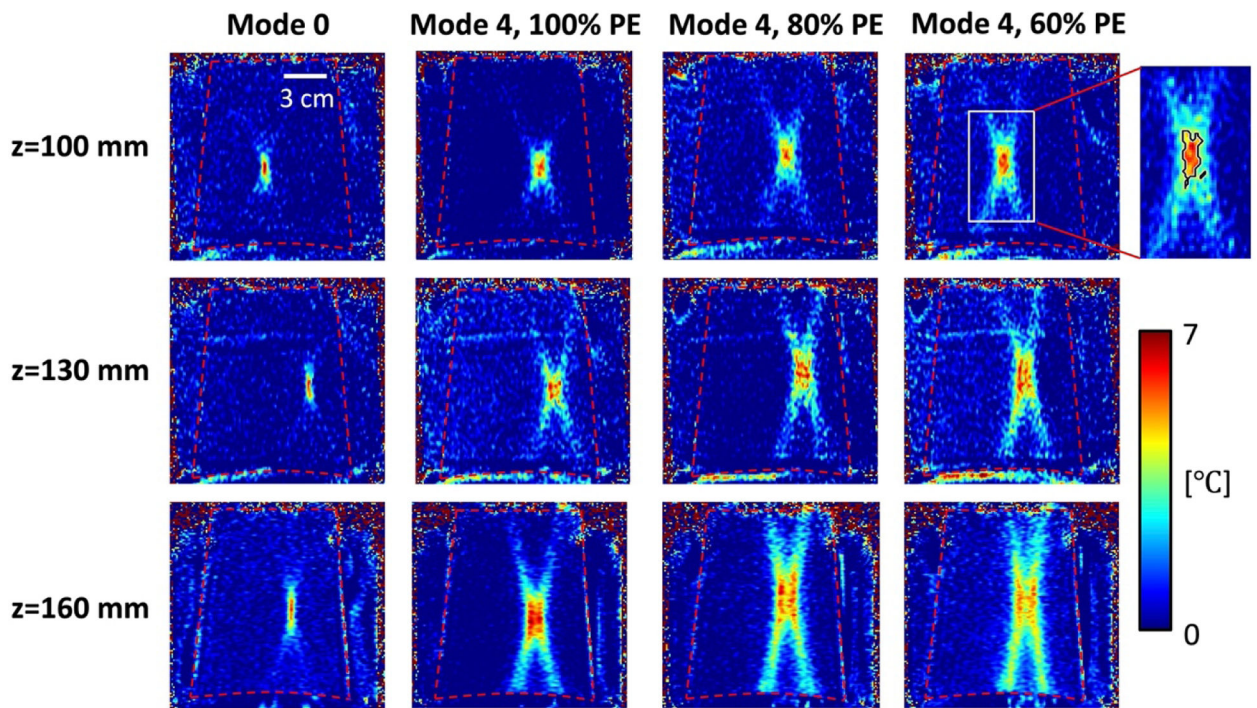 Mode 0 Mode 4, 100% PE Mode 4, 80% PE Mode 4, 60% PE
3 cm
z=100 mm
z=130 mm
7
[°C]
z=160 mm
0